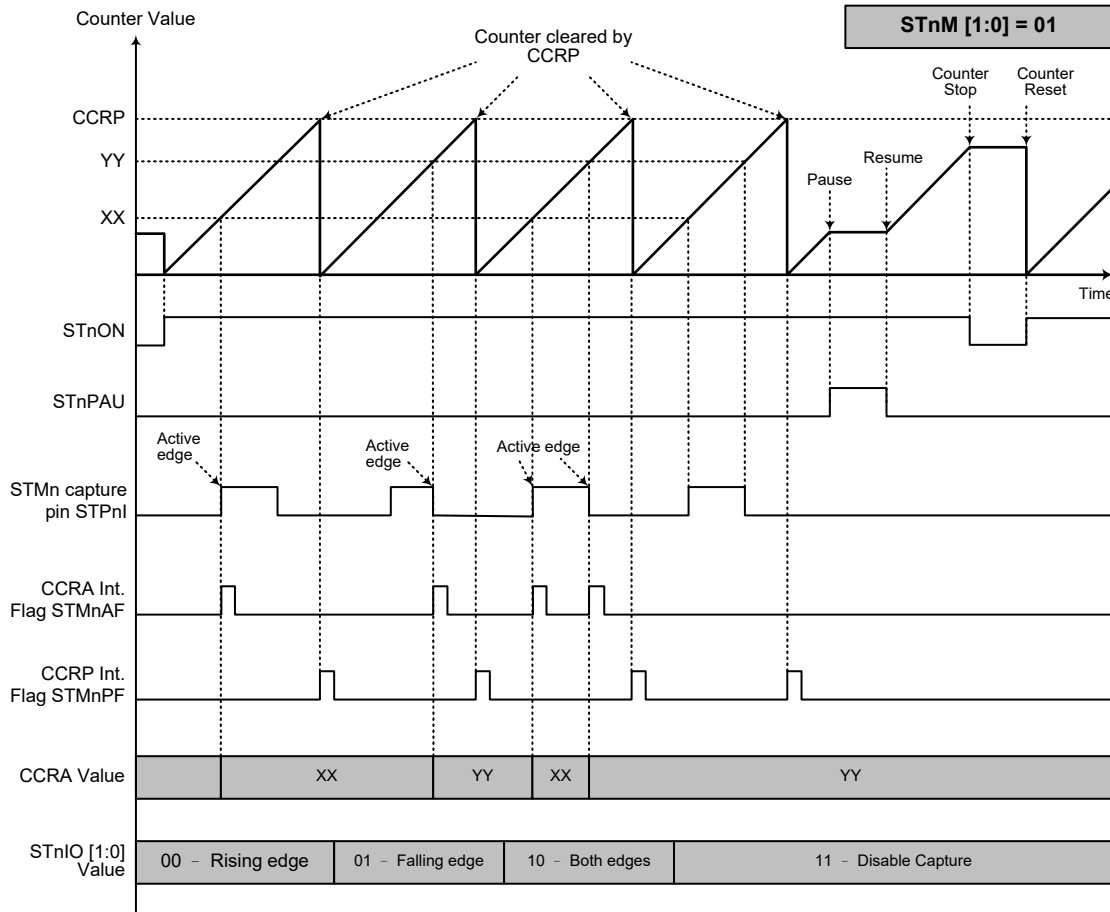 Counter Value
STnM [1:0] = 01
Counter cleared by
CCRP
Counter
Stop
Counter
Reset
CCRP
YY
XX
Pause
Resume
Time
STnON
STnPAU
Active
edge
Active
edge
Active edge
STMn capture
pin STPnI
CCRA Int.
Flag STMnAF
CCRP Int.
Flag STMnPF
CCRA Value
XX
YY
XX
YY
STnIO [1:0]
Value
00 – Rising edge
01 – Falling edge
10 – Both edges
11 – Disable Capture